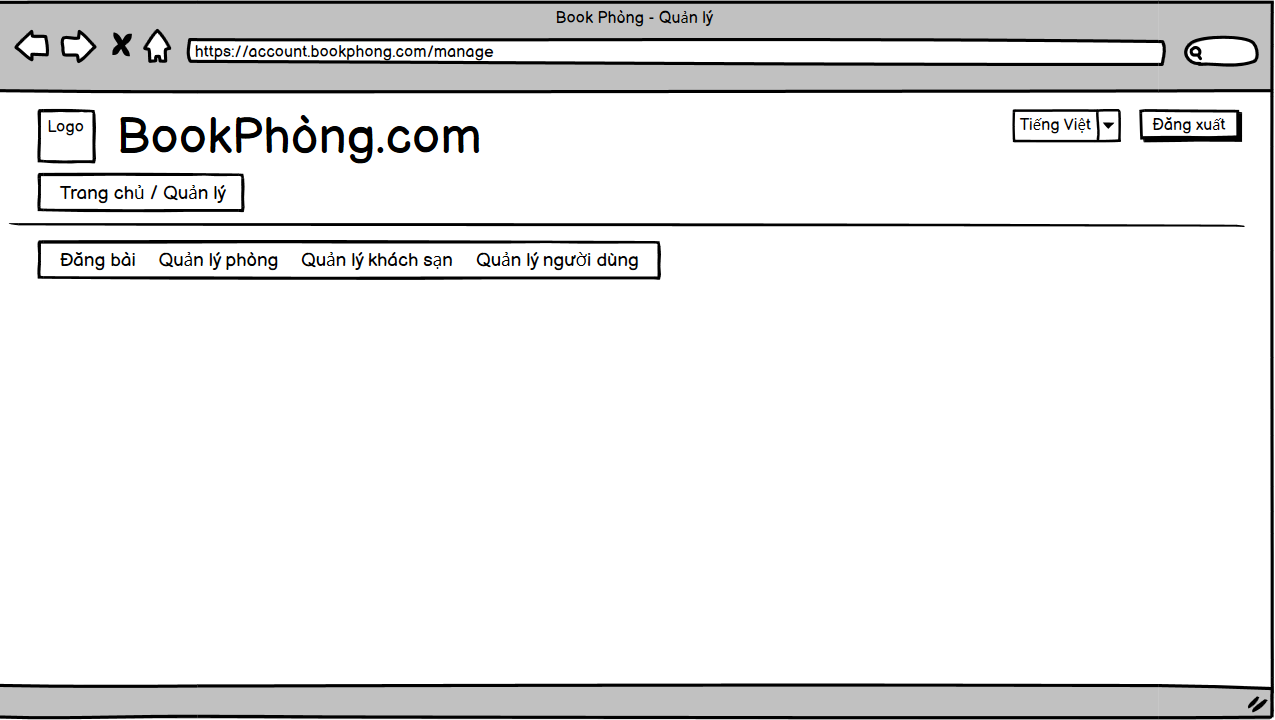 Book Phòng - Quản lý
https://account.bookphong.com/manage
Logo
BookPhòng.com
Tiếng Việt
Đăng xuất
Trang chủ / Quản lý
Đăng bài Quản lý phòng Quản lý khách sạn Quản lý người dùng